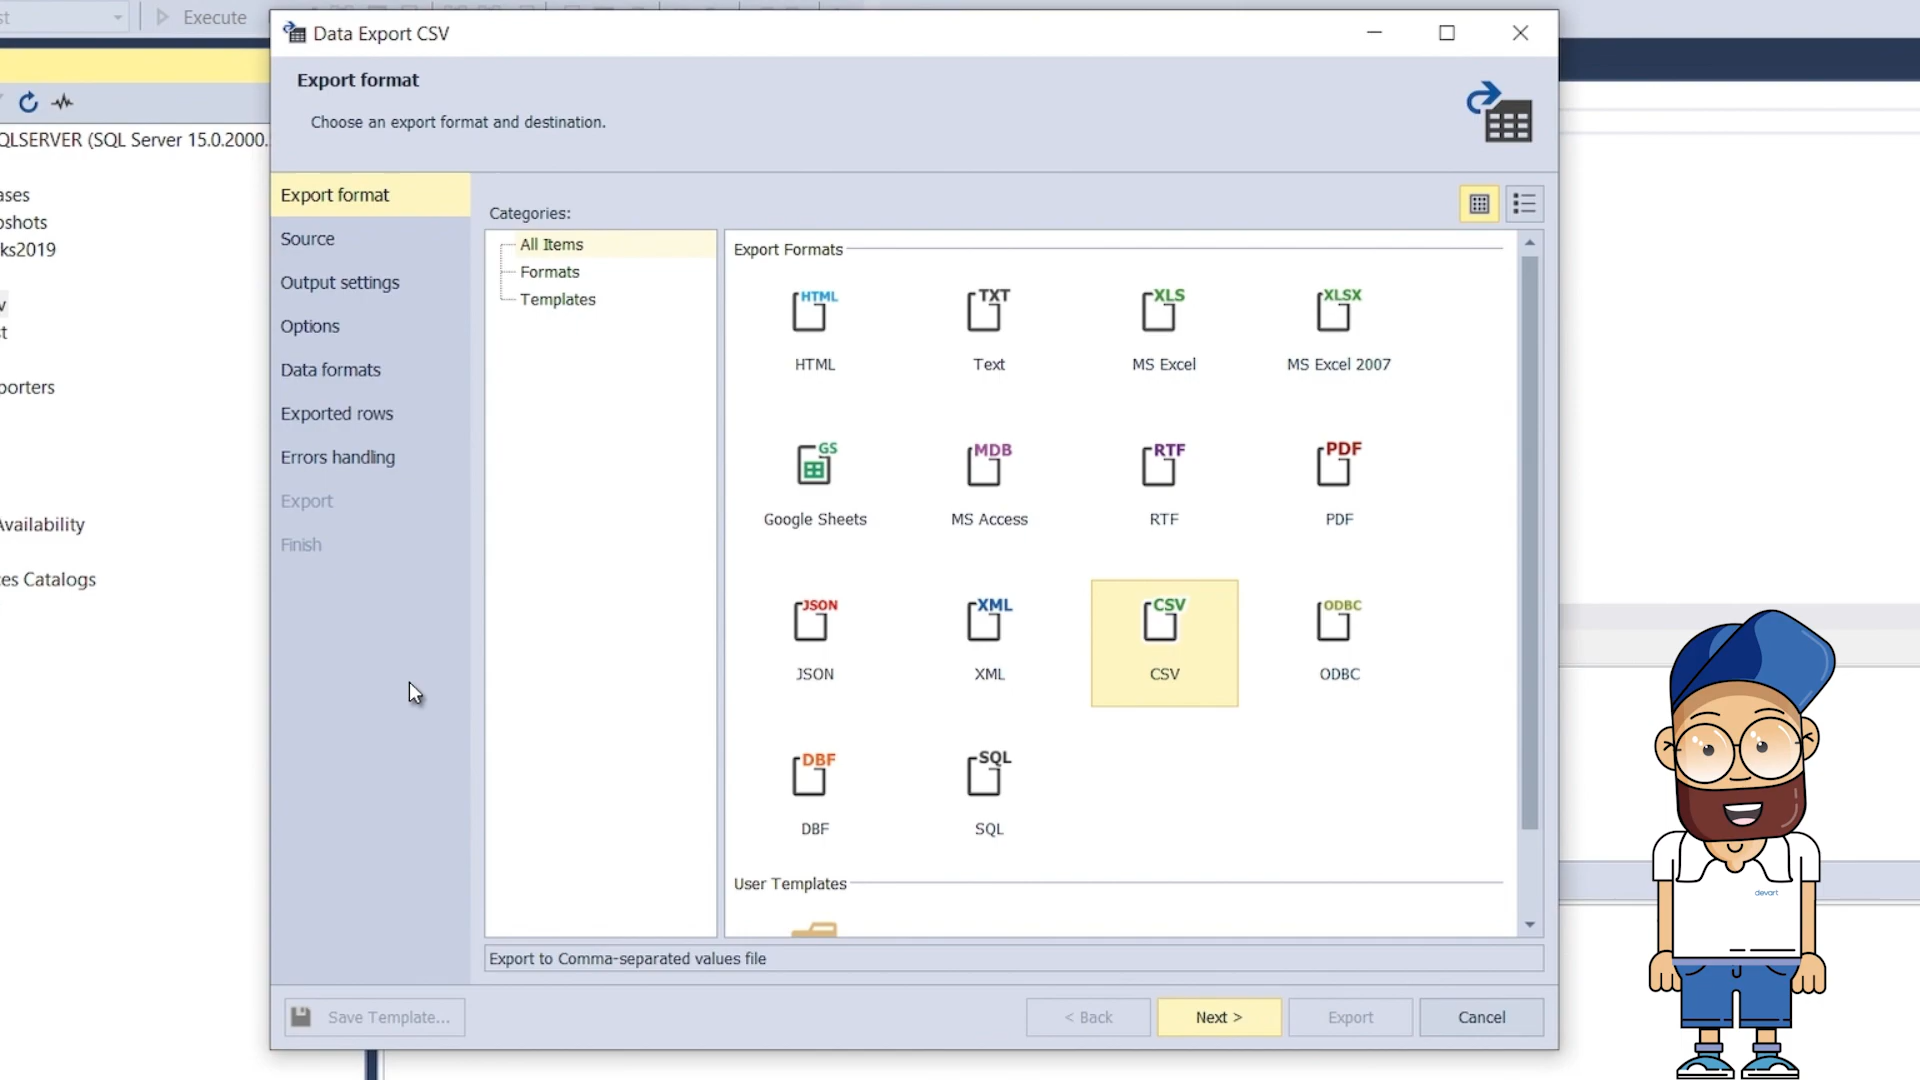 Execute
Data Export CSV
Export format
Choose an export format and destination.
QLSERVER (SQL Server 15.0.2000.
ases
pshots
ks2019
porters
Availability
ces Catalogs
Export format
Source
Output settings
Options
Data formats
Exported rows
Errors handling
Export
Finish
Categories:
All Items
Formats
Templates
Export Formats
HTML TXT XLS XLSX
HTML Text MS Excel MS Excel 2007
GS MDB RTF PDF
Google Sheets MS Access RTF PDF
JSON XML CSV ODBC
JSON XML CSV ODBC
DBF SQL
DBF SQL
User Templates
Export to Comma-separated values file
Save Template... < Back Next > Export Cancel
devart